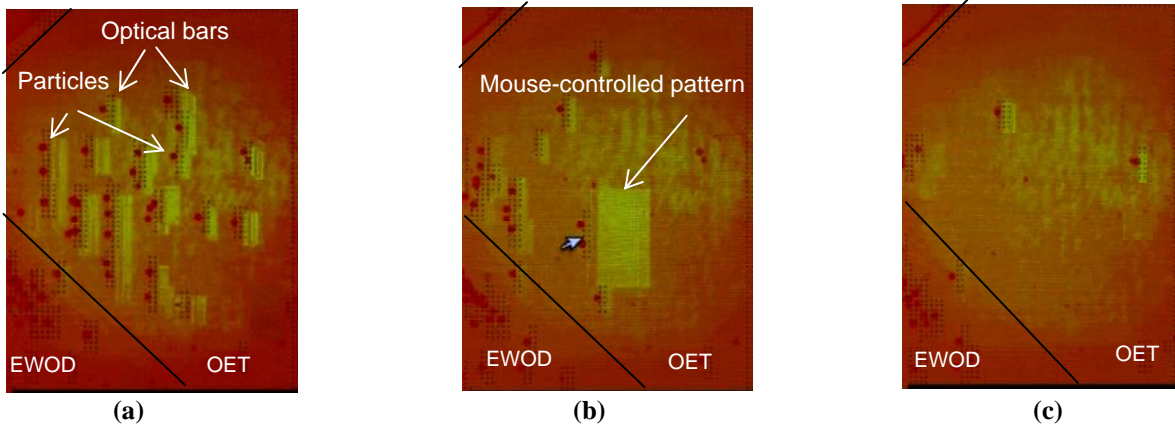 Optical bars
Particles
EWOD
OET
(a)
Mouse-controlled pattern
EWOD
OET
(b)
EWOD
OET
(c)